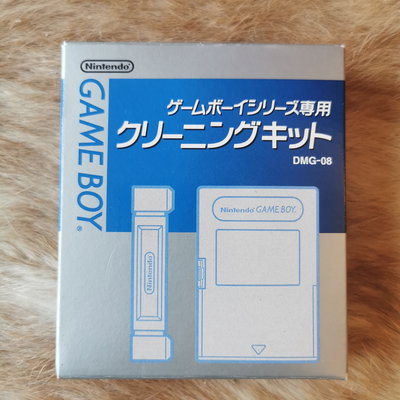 Nintendo
GAME BOY®
ゲームボーイシリーズ専用
クリーニングキット
DMG-08
Nintendo
Nintendo GAME BOY